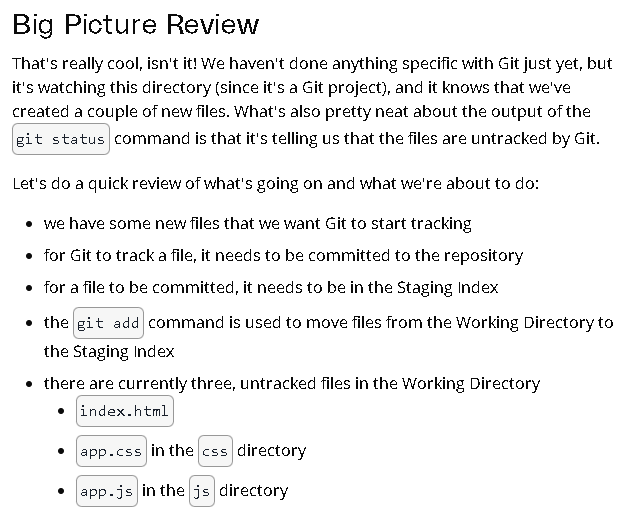 Big Picture Review
That's really cool, isn't it! We haven't done anything specific with Git just yet, but
it's watching this directory (since it's a Git project), and it knows that we've
created a couple of new files. What's also pretty neat about the output of the
git status command is that it's telling us that the files are untracked by Git.
Let's do a quick review of what's going on and what we're about to do:
• we have some new files that we want Git to start tracking
• for Git to track a file, it needs to be committed to the repository
• for a file to be committed, it needs to be in the Staging Index
• the git add command is used to move files from the Working Directory to
the Staging Index
• there are currently three, untracked files in the Working Directory
• index.html
• app.css in the css directory
• app.js in the js directory